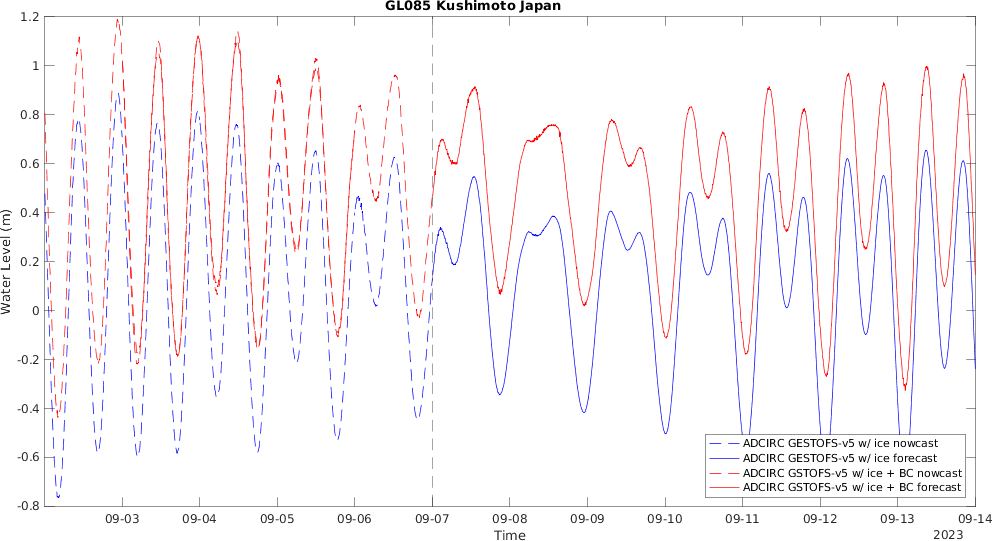 GL085 Kushimoto Japan
1.2
1
0.8
0.6
0.4
0.2
0
-0.2
-0.4
-0.6
-0.8
Water Level (m)
ADCIRC GESTOFS-v5 w/ ice nowcast
ADCIRC GESTOFS-v5 w/ ice forecast
ADCIRC GSTOFS-v5 w/ ice + BC nowcast
ADCIRC GSTOFS-v5 w/ ice + BC forecast
09-03 09-04 09-05 09-06 09-07 09-08 09-09 09-10 09-11 09-12 09-13 09-14
Time
2023